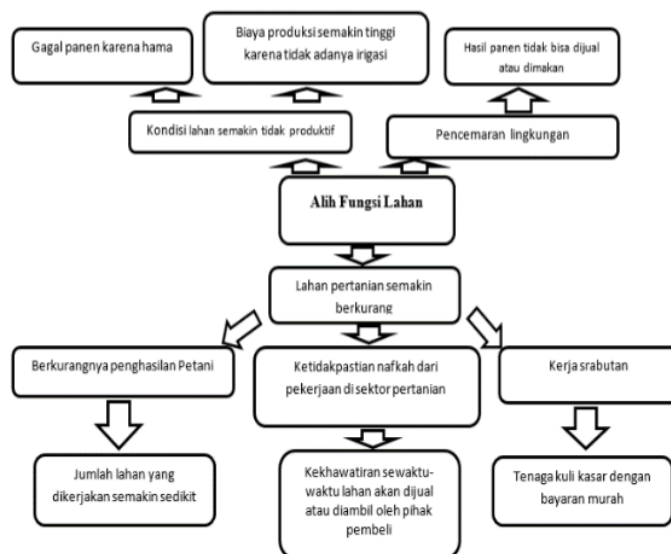 Gagal panen karena hama
Biaya produksi semakin tinggi
karena tidak adanya irigasi
Hasil panen tidak bisa dijual
atau dimakan
Kondisi lahan semakin tidak produktif
Pencemaran lingkungan
Alih Fungsi Lahan
Lahan pertanian semakin
berkurang
Berkurangnya penghasilan Petani
Ketidakpastian nafkah dari
pekerjaan di sektor pertanian
Kerja srabutan
Jumlah lahan yang
dikerjakan semakin sedikit
Kekhawatiran sewaktu-
waktu lahan akan dijual
atau diambil oleh pihak
pembeli
Tenaga kuli kasar dengan
bayaran murah